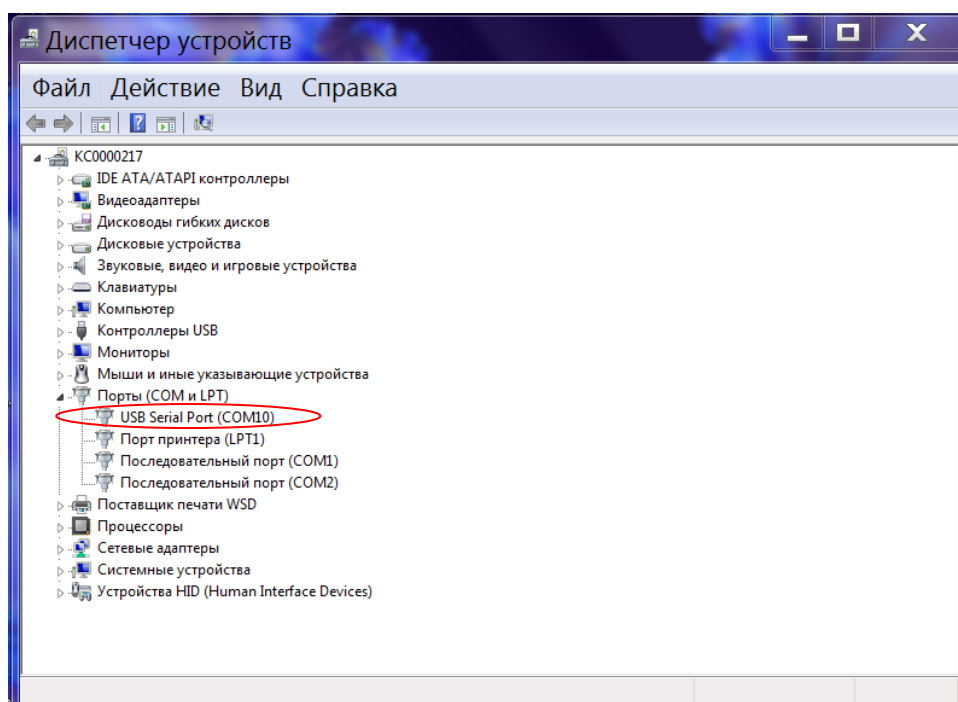 Диспетчер устройств
Файл Действие Вид Справка
KC0000217
IDE ATA/ATAPI контроллеры
Видеоадаптеры
Дисководы гибких дисков
Дисковые устройства
Звуковые, видео и игровые устройства
Клавиатуры
Компьютер
Контроллеры USB
Мониторы
Мыши и иные указывающие устройства
Порты (COM и LPT)
USB Serial Port (COM10)
Порт принтера (LPT1)
Последовательный порт (COM1)
Последовательный порт (COM2)
Поставщик печати WSD
Процессоры
Сетевые адаптеры
Системные устройства
Устройства HID (Human Interface Devices)